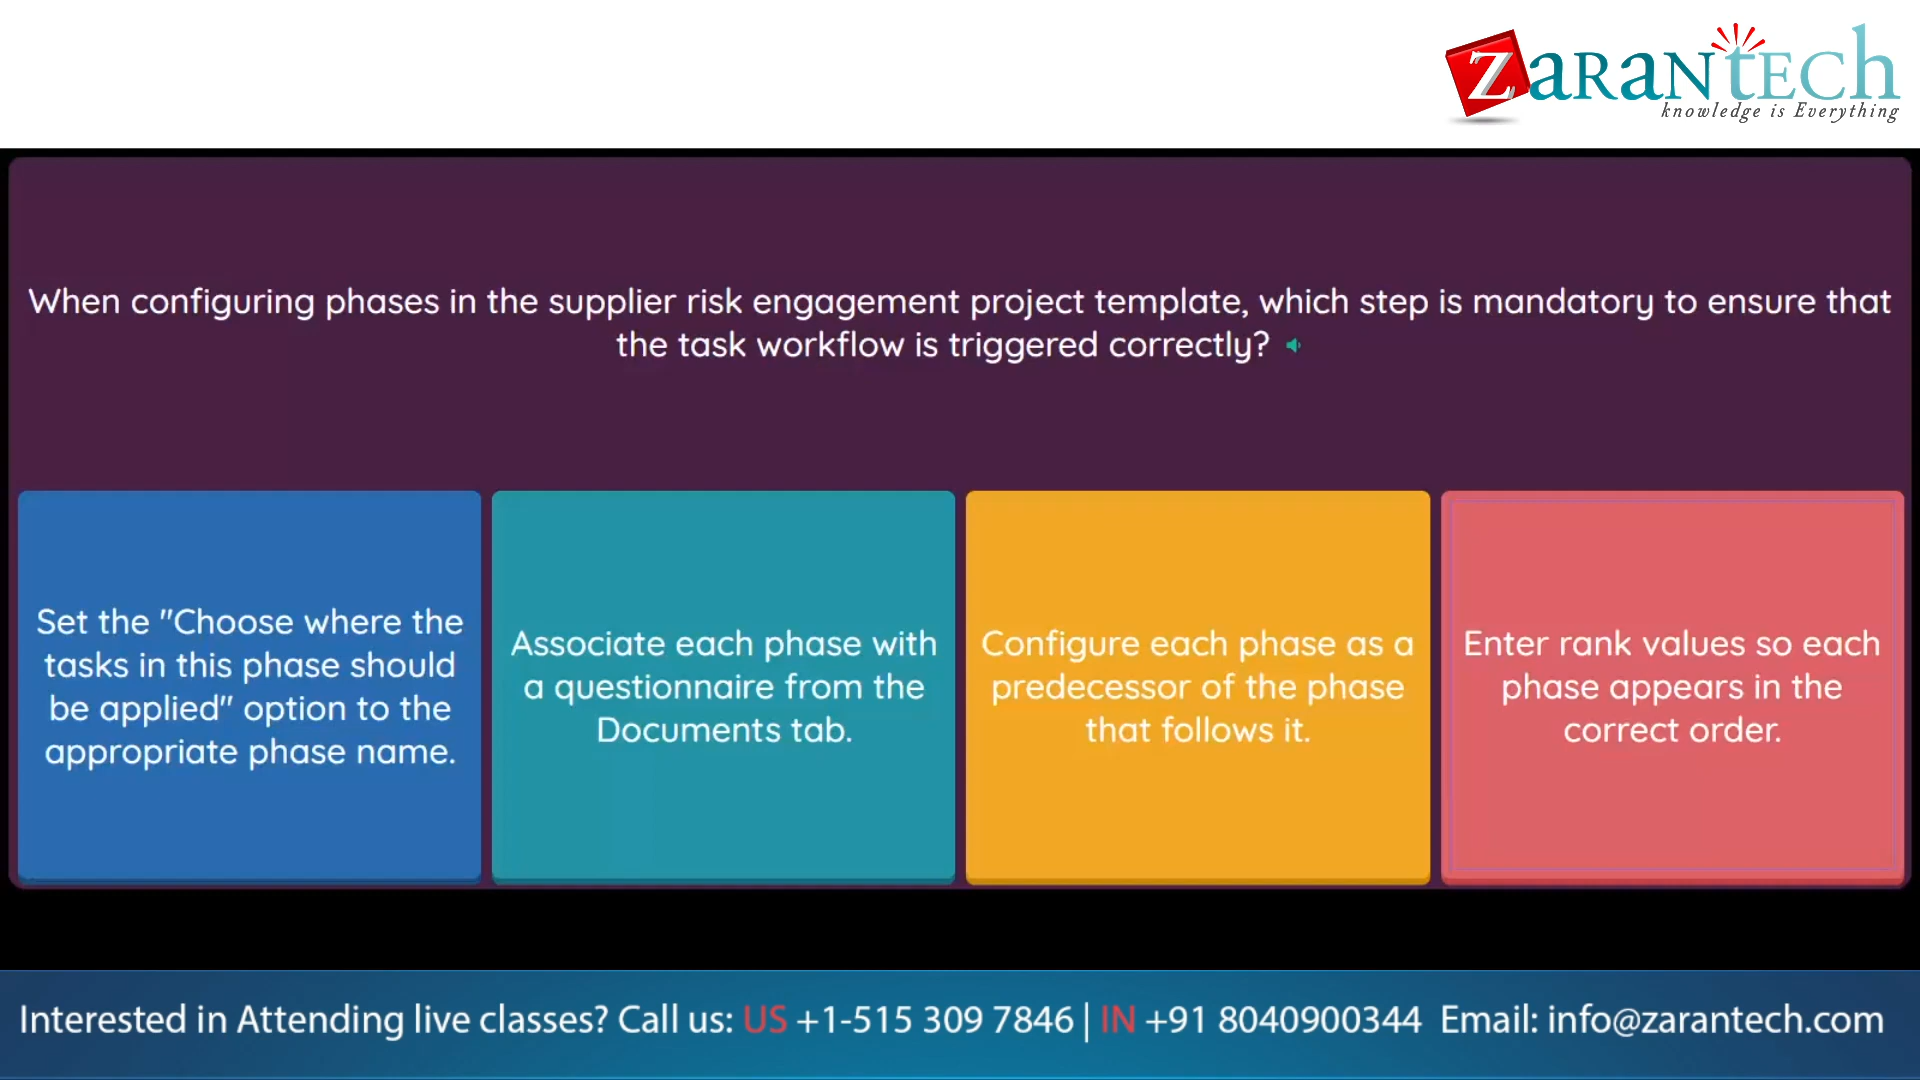 ZaranTech
knowledge is Everything
When configuring phases in the supplier risk engagement project template, which step is mandatory to ensure that
the task workflow is triggered correctly?
Set the "Choose where the
tasks in this phase should
be applied" option to the
appropriate phase name.
Associate each phase with
a questionnaire from the
Documents tab.
Configure each phase as a
predecessor of the phase
that follows it.
Enter rank values so each
phase appears in the
correct order.
Interested in Attending live classes? Call us: US +1-515 309 7846 | IN +91 8040900344 Email: info@zarantech.com